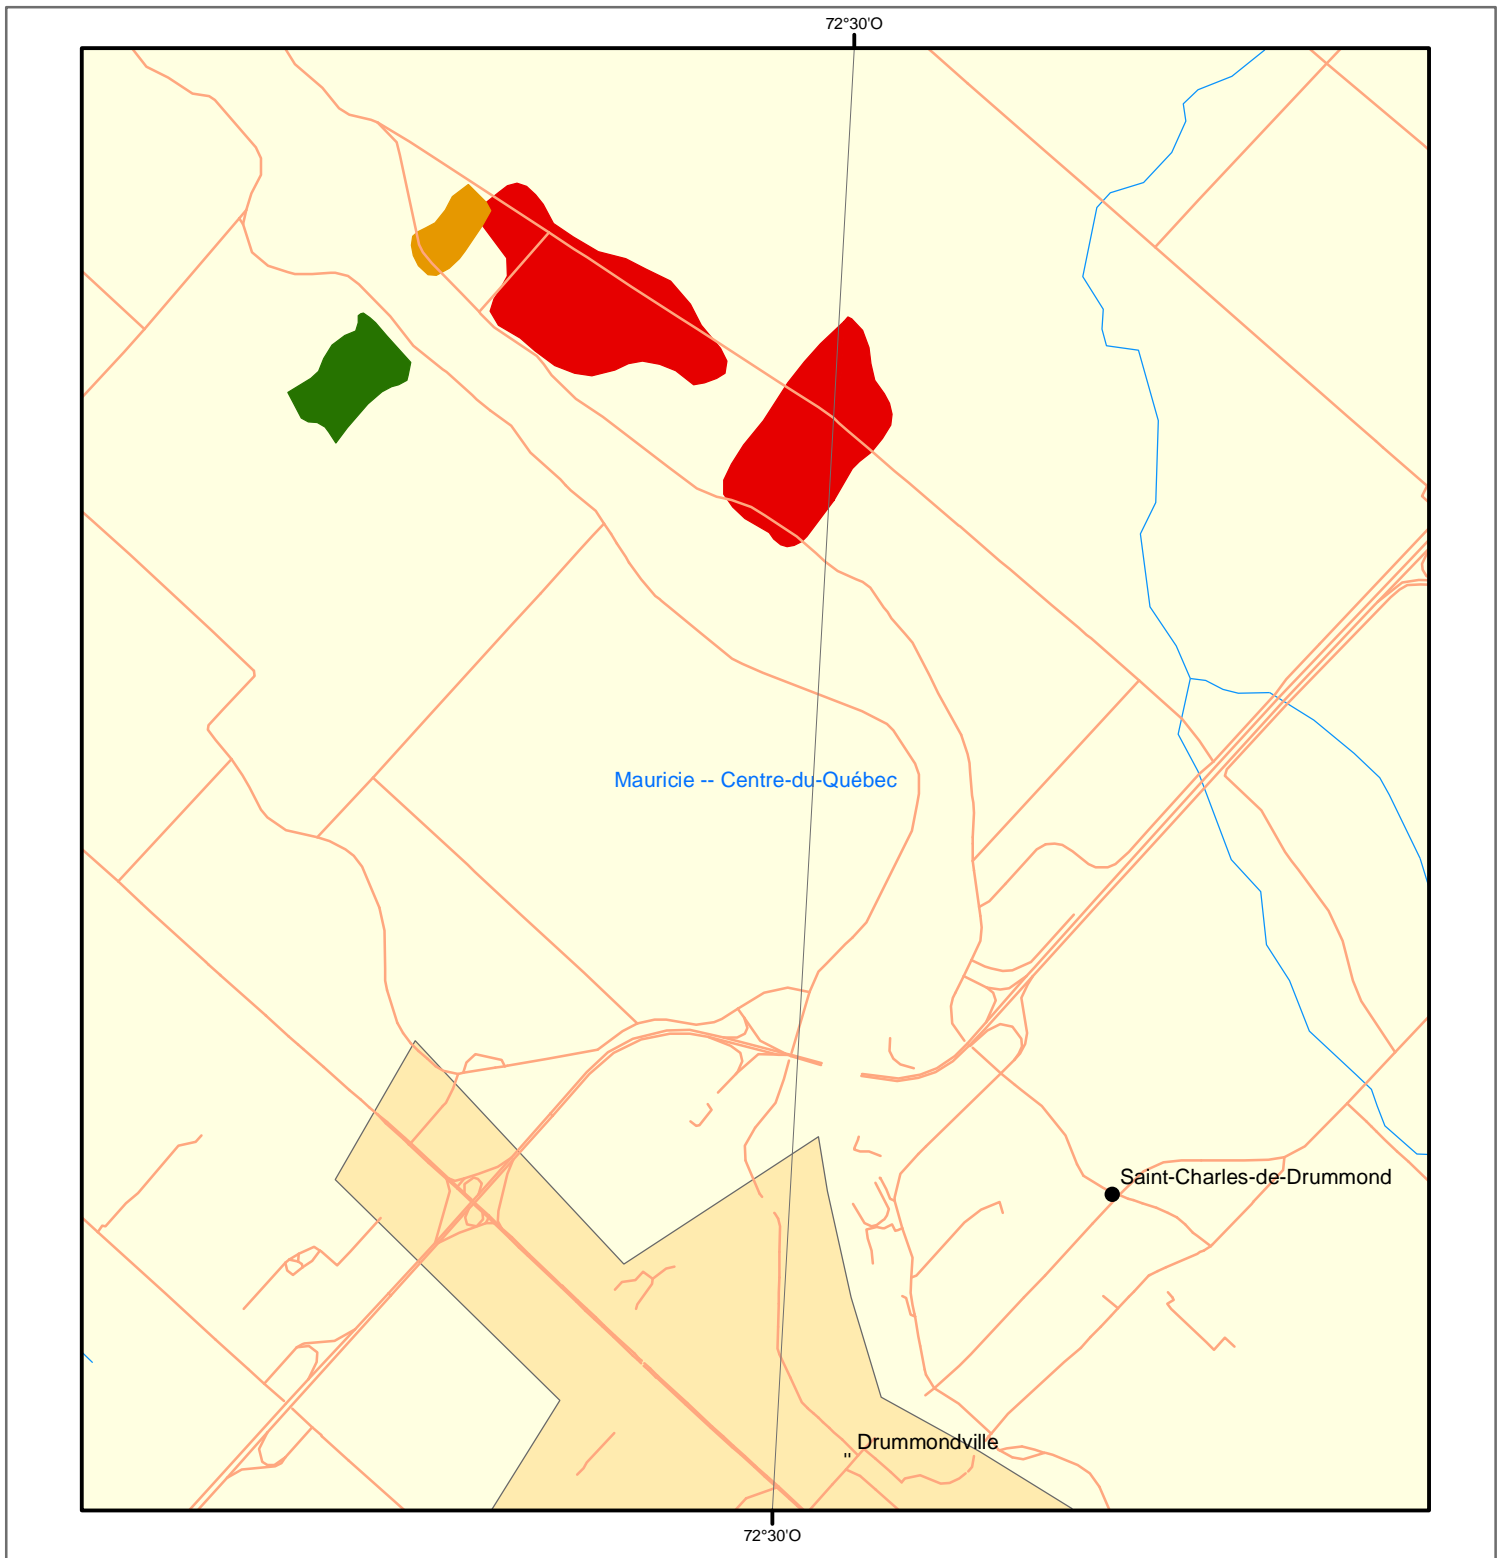 72°30'O
Mauricie -- Centre-du-Québec
Saint-Charles-de-Drummond
Drummondville
"
72°30'O